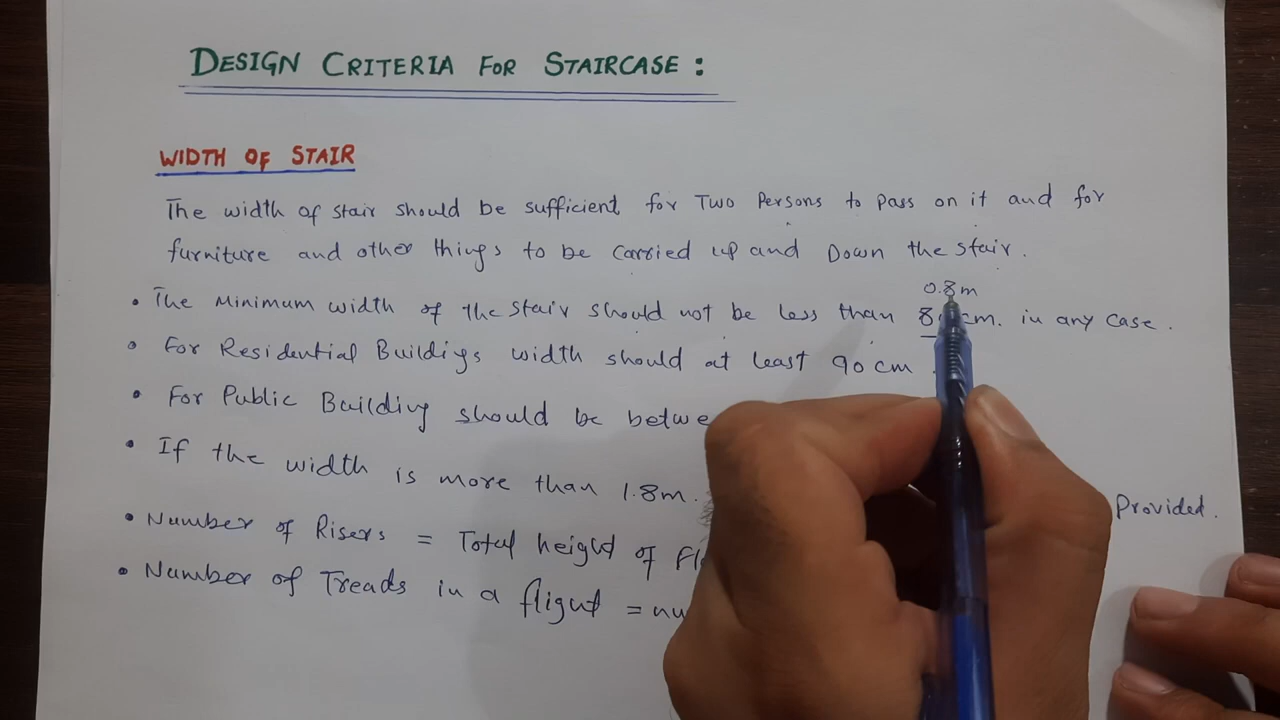 DESIGN CRITERIA FOR STAIRCASE :
WIDTH OF STAIR
The width of stair should be sufficient for Two Persons to pass on it and for
furniture and other things to be carried up and Down the stair.
0.8m
• The Minimum width of the stair should not be less than 8 cm. in any case.
• For Residential Buildigs width should at least 90 cm
• For Public Building should be betwe
• If the width is more than 1.8m. Provided.
• Number of Risers = Total height of Fl
• Number of Treads in a flight = nu